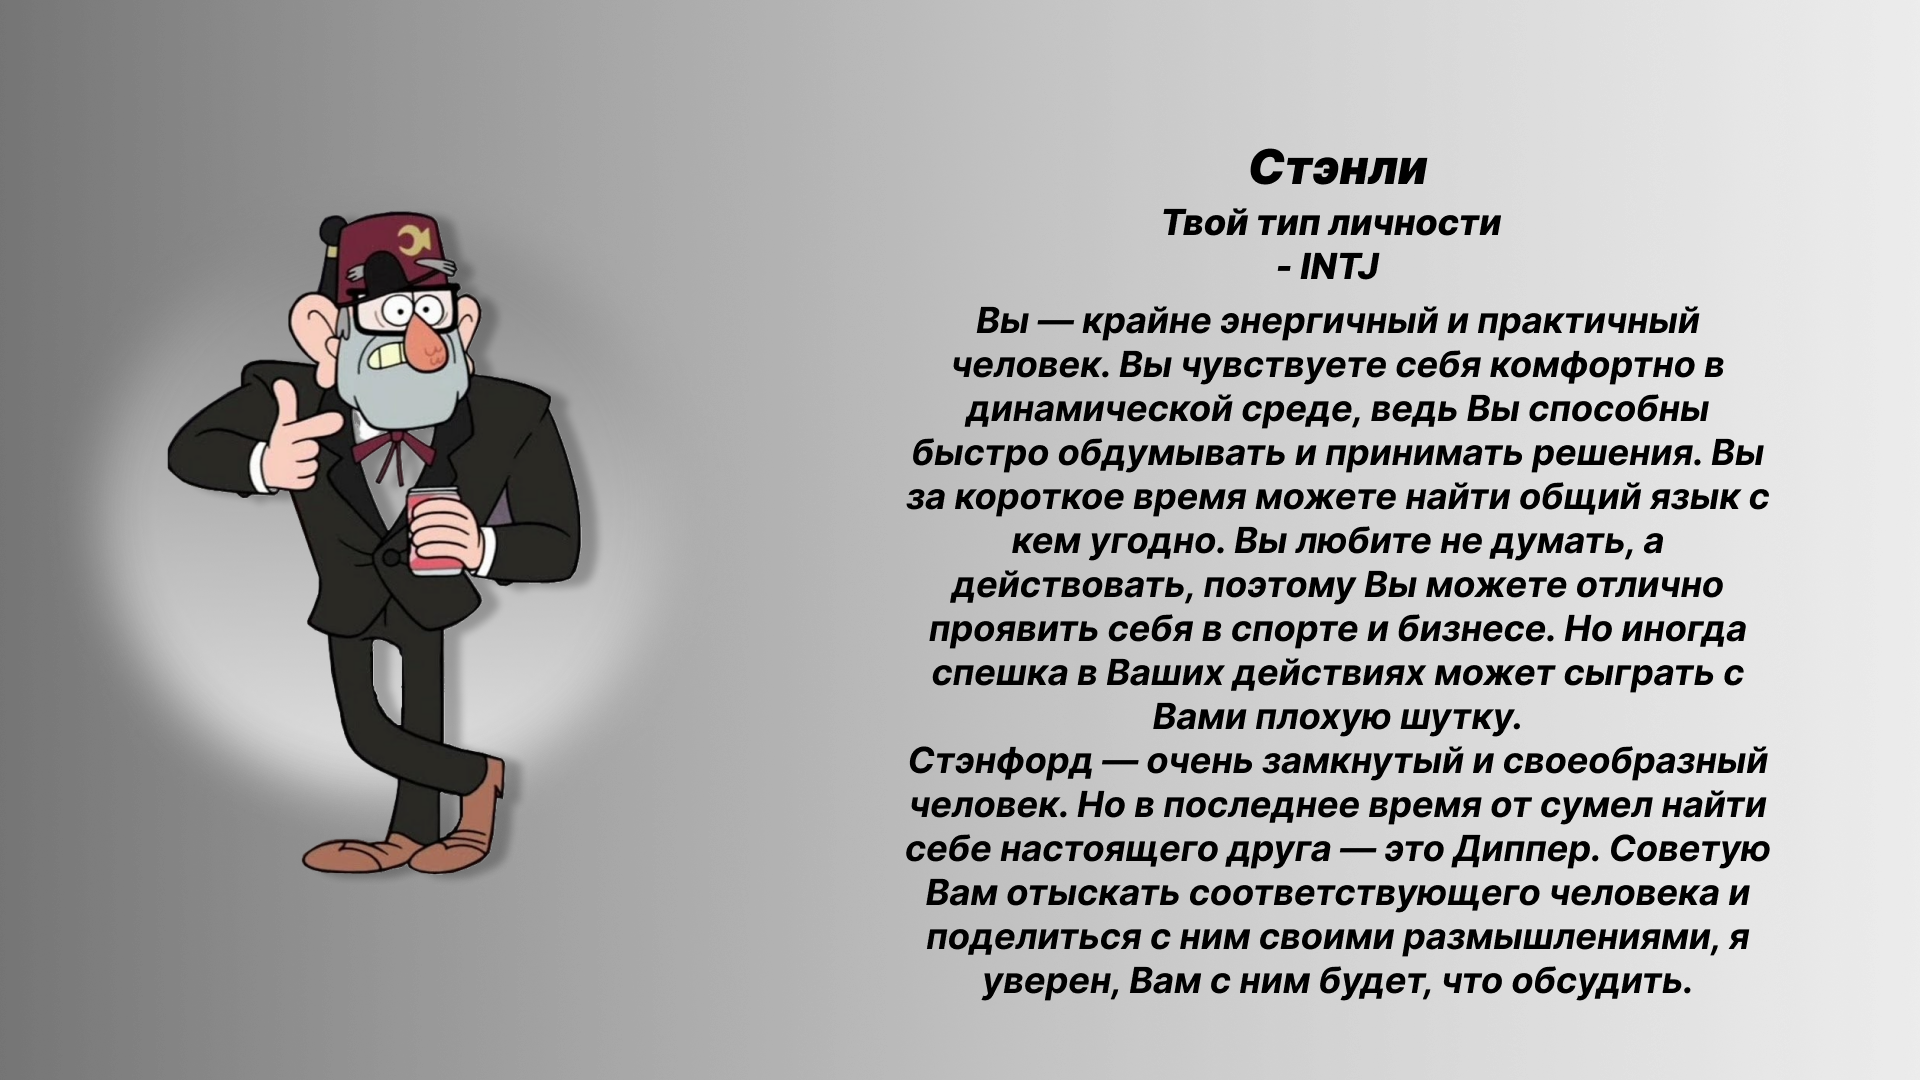 Стэнли
Твой тип личности
- INTJ
Вы — крайне энергичный и практичный
человек. Вы чувствуете себя комфортно в
динамической среде, ведь Вы способны
быстро обдумывать и принимать решения. Вы
за короткое время можете найти общий язык с
кем угодно. Вы любите не думать, а
действовать, поэтому Вы можете отлично
проявить себя в спорте и бизнесе. Но иногда
спешка в Ваших действиях может сыграть с
Вами плохую шутку.
Стэнфорд — очень замкнутый и своеобразный
человек. Но в последнее время от сумел найти
себе настоящего друга — это Диппер. Советую
Вам отыскать соответствующего человека и
поделиться с ним своими размышлениями, я
уверен, Вам с ним будет, что обсудить.